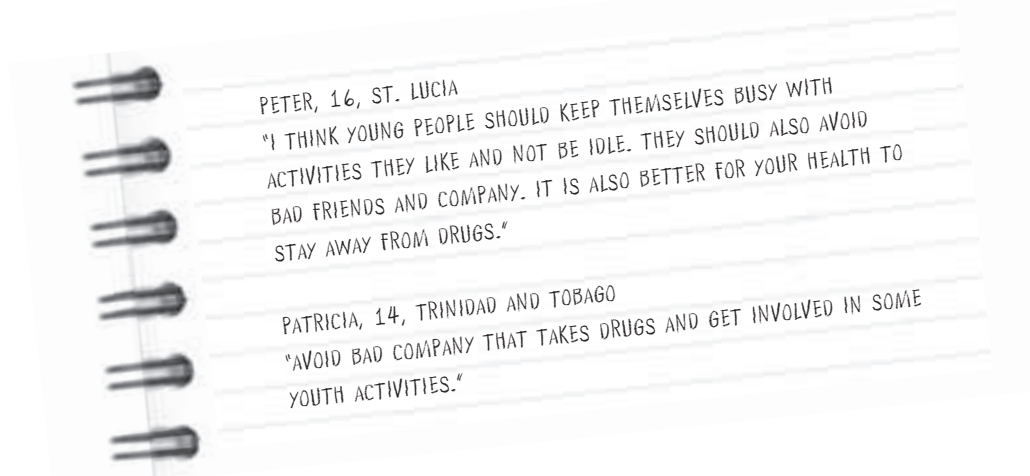 PETER, 16, ST. LUCIA
"I THINK YOUNG PEOPLE SHOULD KEEP THEMSELVES BUSY WITH
ACTIVITIES THEY LIKE AND NOT BE IDLE. THEY SHOULD ALSO AVOID
BAD FRIENDS AND COMPANY. IT IS ALSO BETTER FOR YOUR HEALTH TO
STAY AWAY FROM DRUGS."
PATRICIA, 14, TRINIDAD AND TOBAGO
"AVOID BAD COMPANY THAT TAKES DRUGS AND GET INVOLVED IN SOME
YOUTH ACTIVITIES."